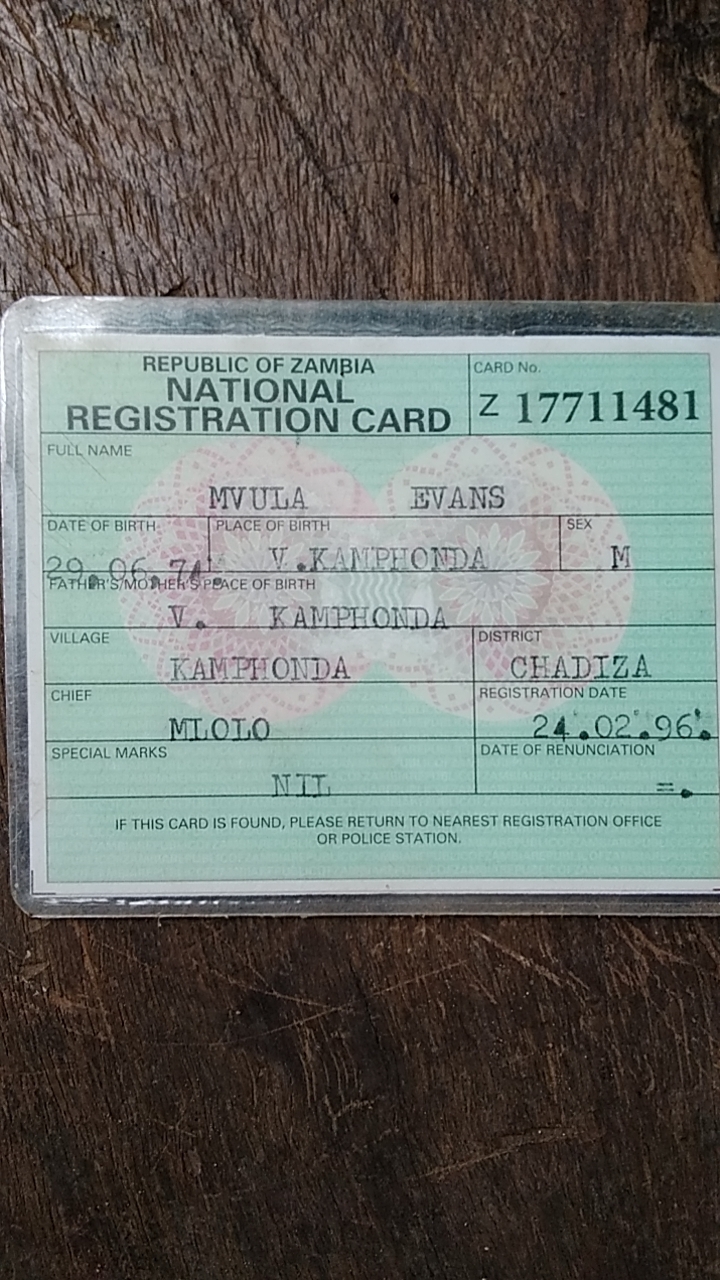 REPUBLIC OF ZAMBIA
NATIONAL
REGISTRATION CARD
CARD No.
Z 17711481
FULL NAME
MVULA EVANS
DATE OF BIRTH
29.06.74.
PLACE OF BIRTH
V.KAMPHONDA
SEX
M
FATHER'S/MOTHER'S PLACE OF BIRTH
V. KAMPHONDA
VILLAGE
KAMPHONDA
DISTRICT
CHADIZA
CHIEF
MLOLO
REGISTRATION DATE
24.02.96.
SPECIAL MARKS
NIL
DATE OF RENUNCIATION
=.
IF THIS CARD IS FOUND, PLEASE RETURN TO NEAREST REGISTRATION OFFICE
OR POLICE STATION.